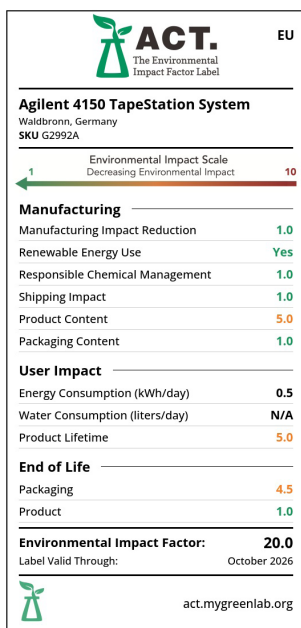 ACT.
EU
The Environmental
Impact Factor Label
Agilent 4150 TapeStation System
Waldbronn, Germany
SKU G2992A
Environmental Impact Scale
1 Decreasing Environmental Impact 10
Manufacturing
Manufacturing Impact Reduction 1.0
Renewable Energy Use Yes
Responsible Chemical Management 1.0
Shipping Impact 1.0
Product Content 5.0
Packaging Content 1.0
User Impact
Energy Consumption (kWh/day) 0.5
Water Consumption (liters/day) N/A
Product Lifetime 5.0
End of Life
Packaging 4.5
Product 1.0
Environmental Impact Factor: 20.0
Label Valid Through: October 2026
act.mygreenlab.org